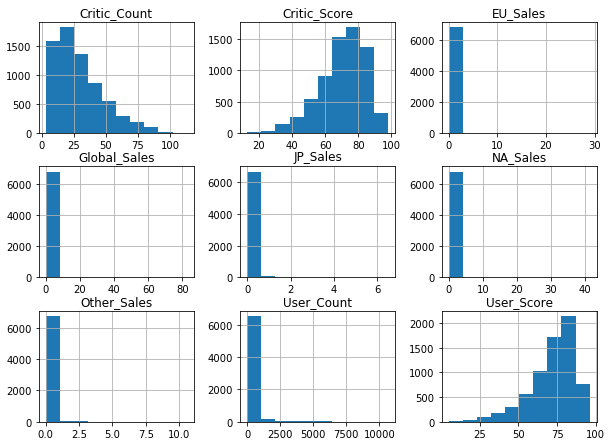 Critic_Count
1500
1000
500
0
0 25 50 75 100
Critic_Score
1500
1000
500
0
20 40 60 80 100
EU_Sales
6000
4000
2000
0
0 10 20 30
Global_Sales
6000
4000
2000
0
0 20 40 60 80
JP_Sales
6000
4000
2000
0
0 2 4 6
NA_Sales
6000
4000
2000
0
0 10 20 30 40
Other_Sales
6000
4000
2000
0
0.0 2.5 5.0 7.5 10.0
User_Count
6000
4000
2000
0
0 2500 5000 7500 10000
User_Score
2000
1500
1000
500
0
25 50 75 100